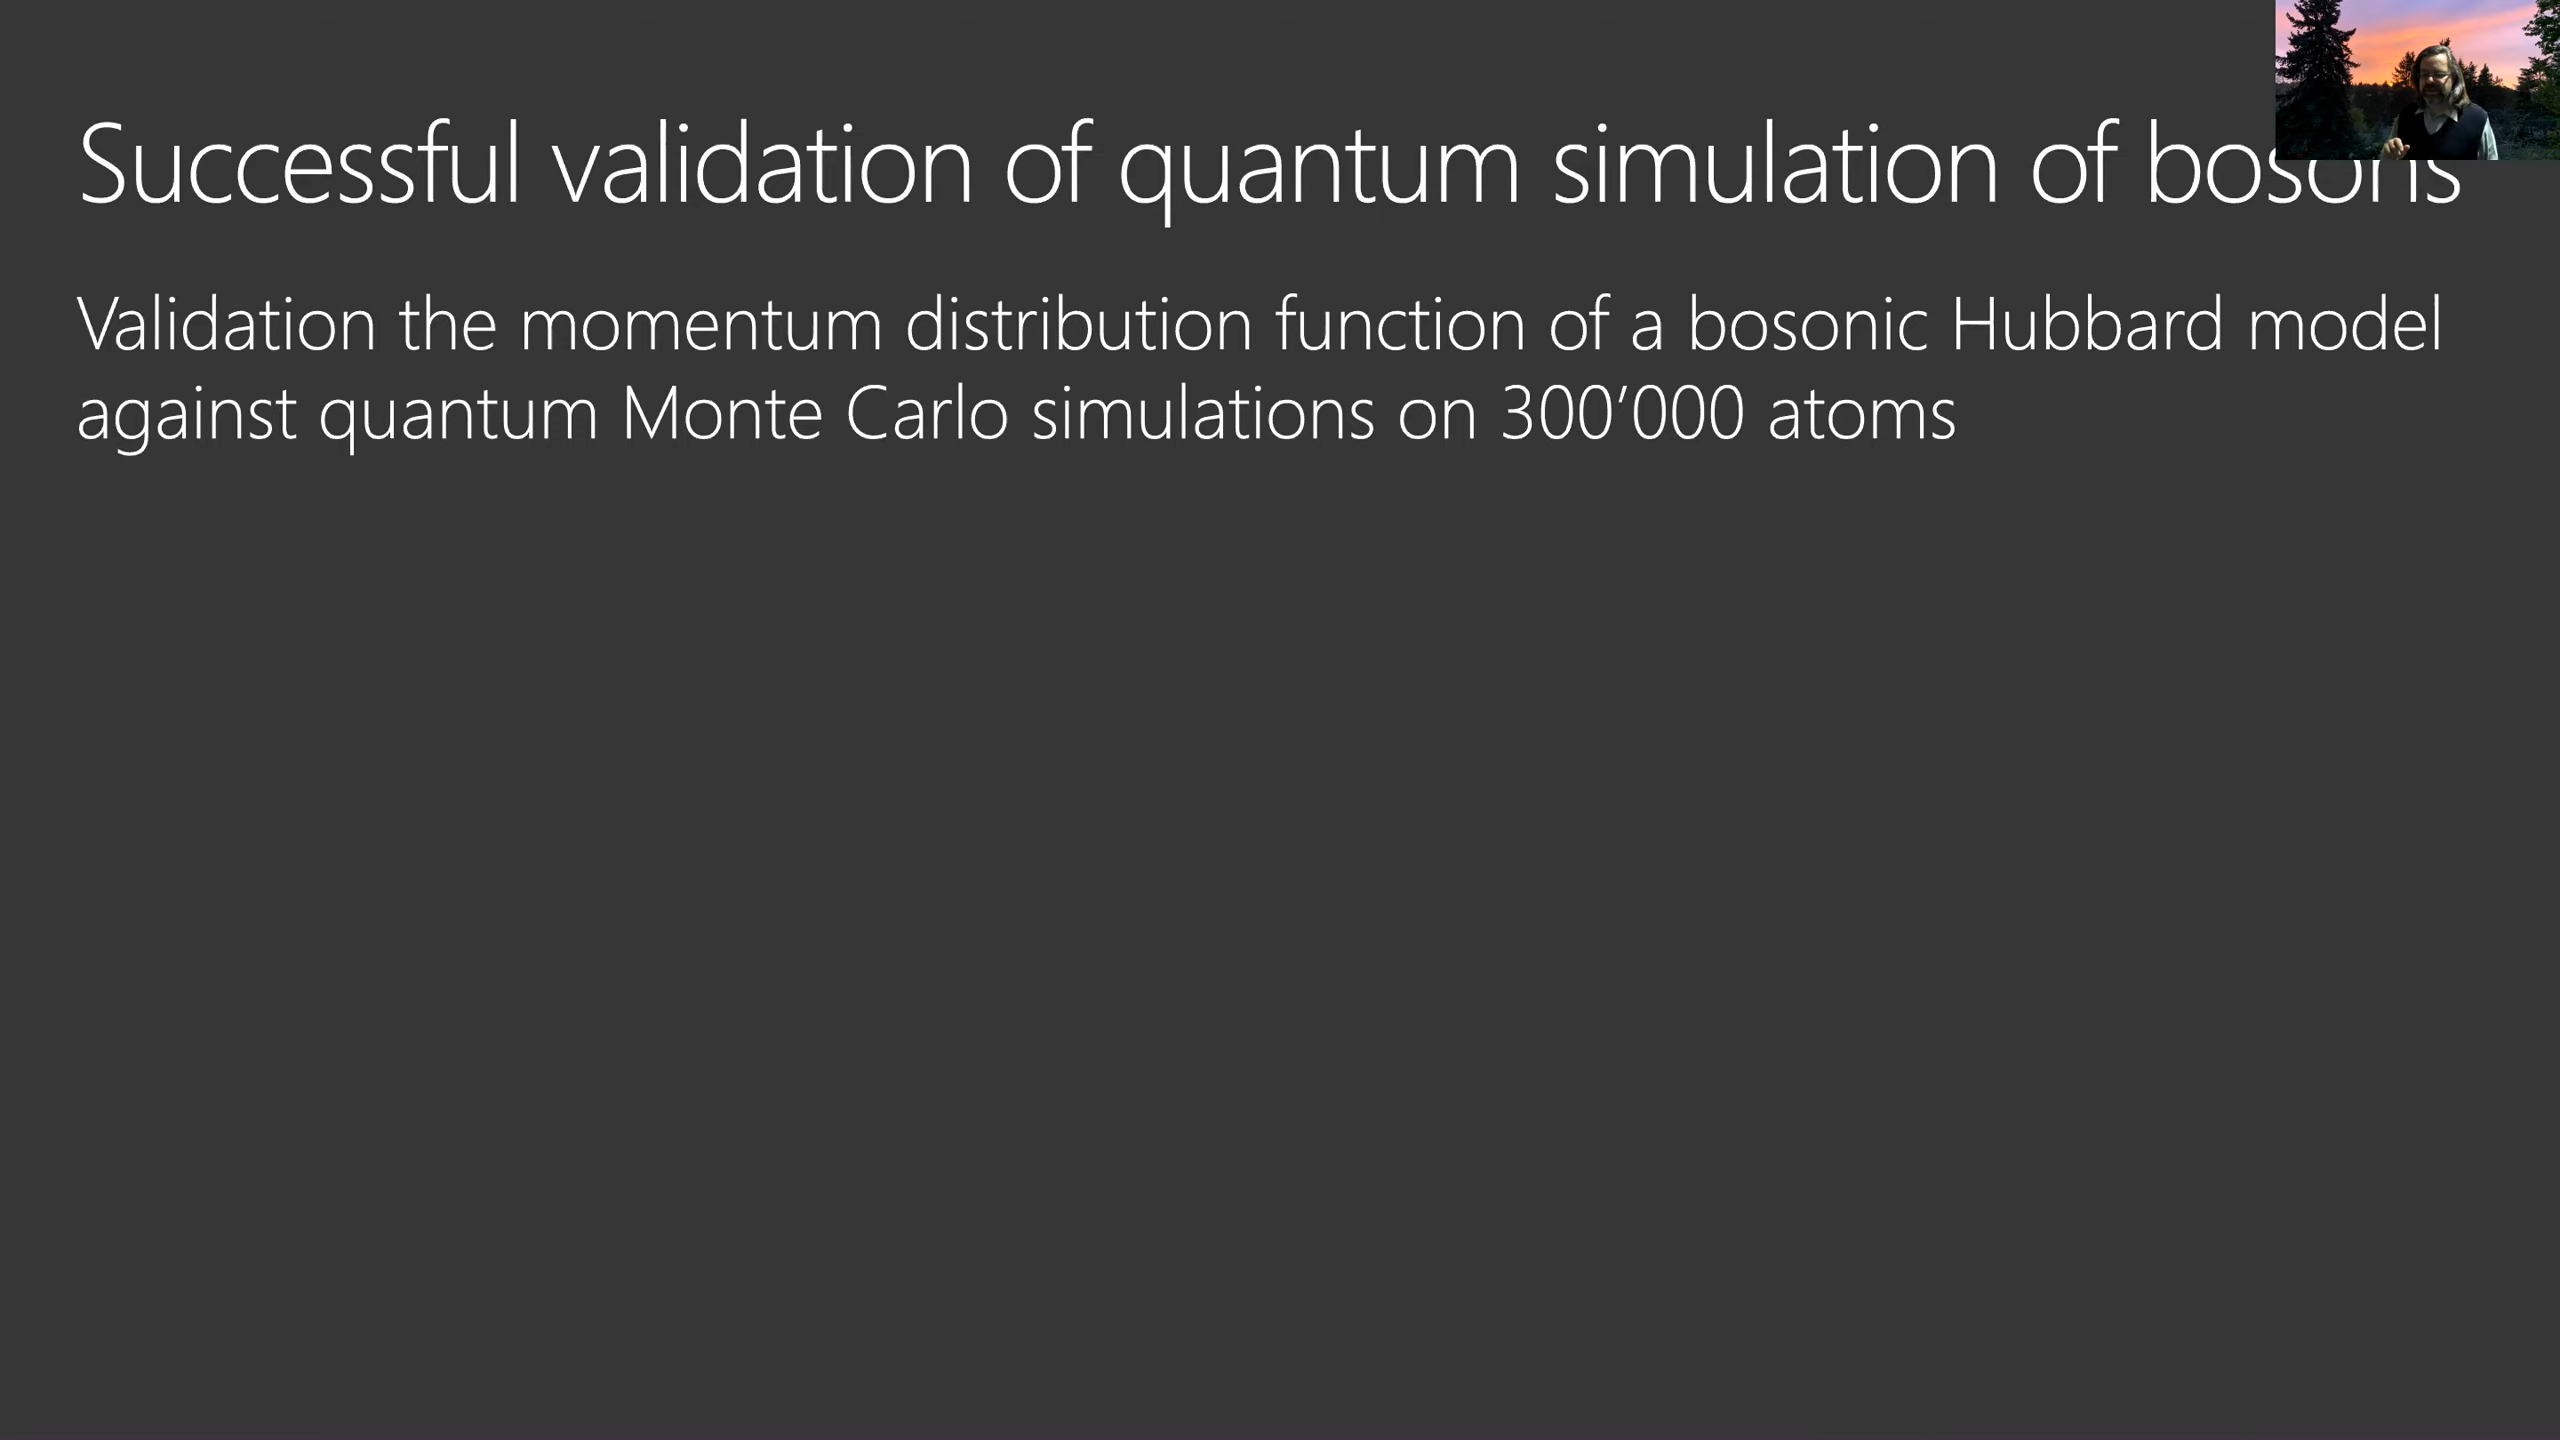 Successful validation of quantum simulation of bosons
Validation the momentum distribution function of a bosonic Hubbard model
against quantum Monte Carlo simulations on 300’000 atoms